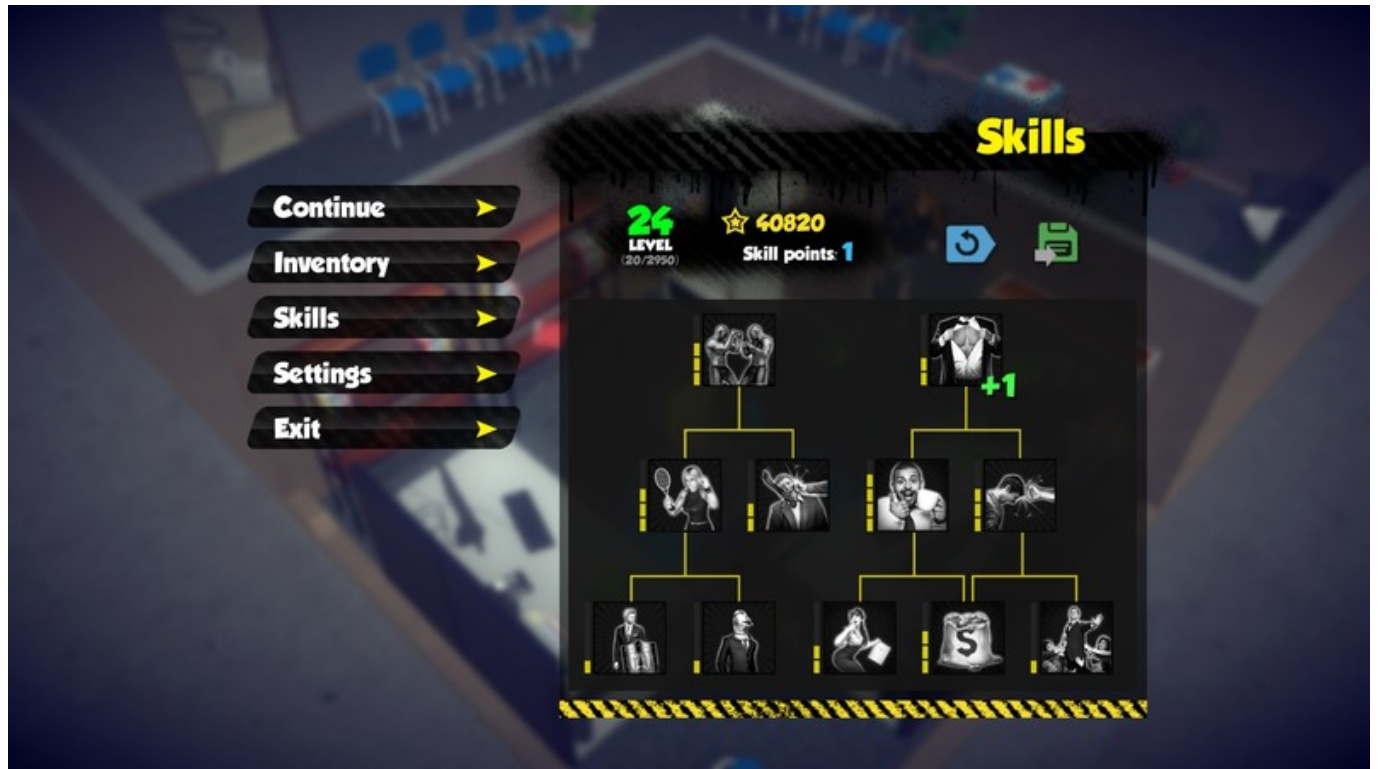 Skills
Continue
Inventory
Skills
Settings
Exit
24
LEVEL
(20/2950)
40820
Skill points: 1
+1
$